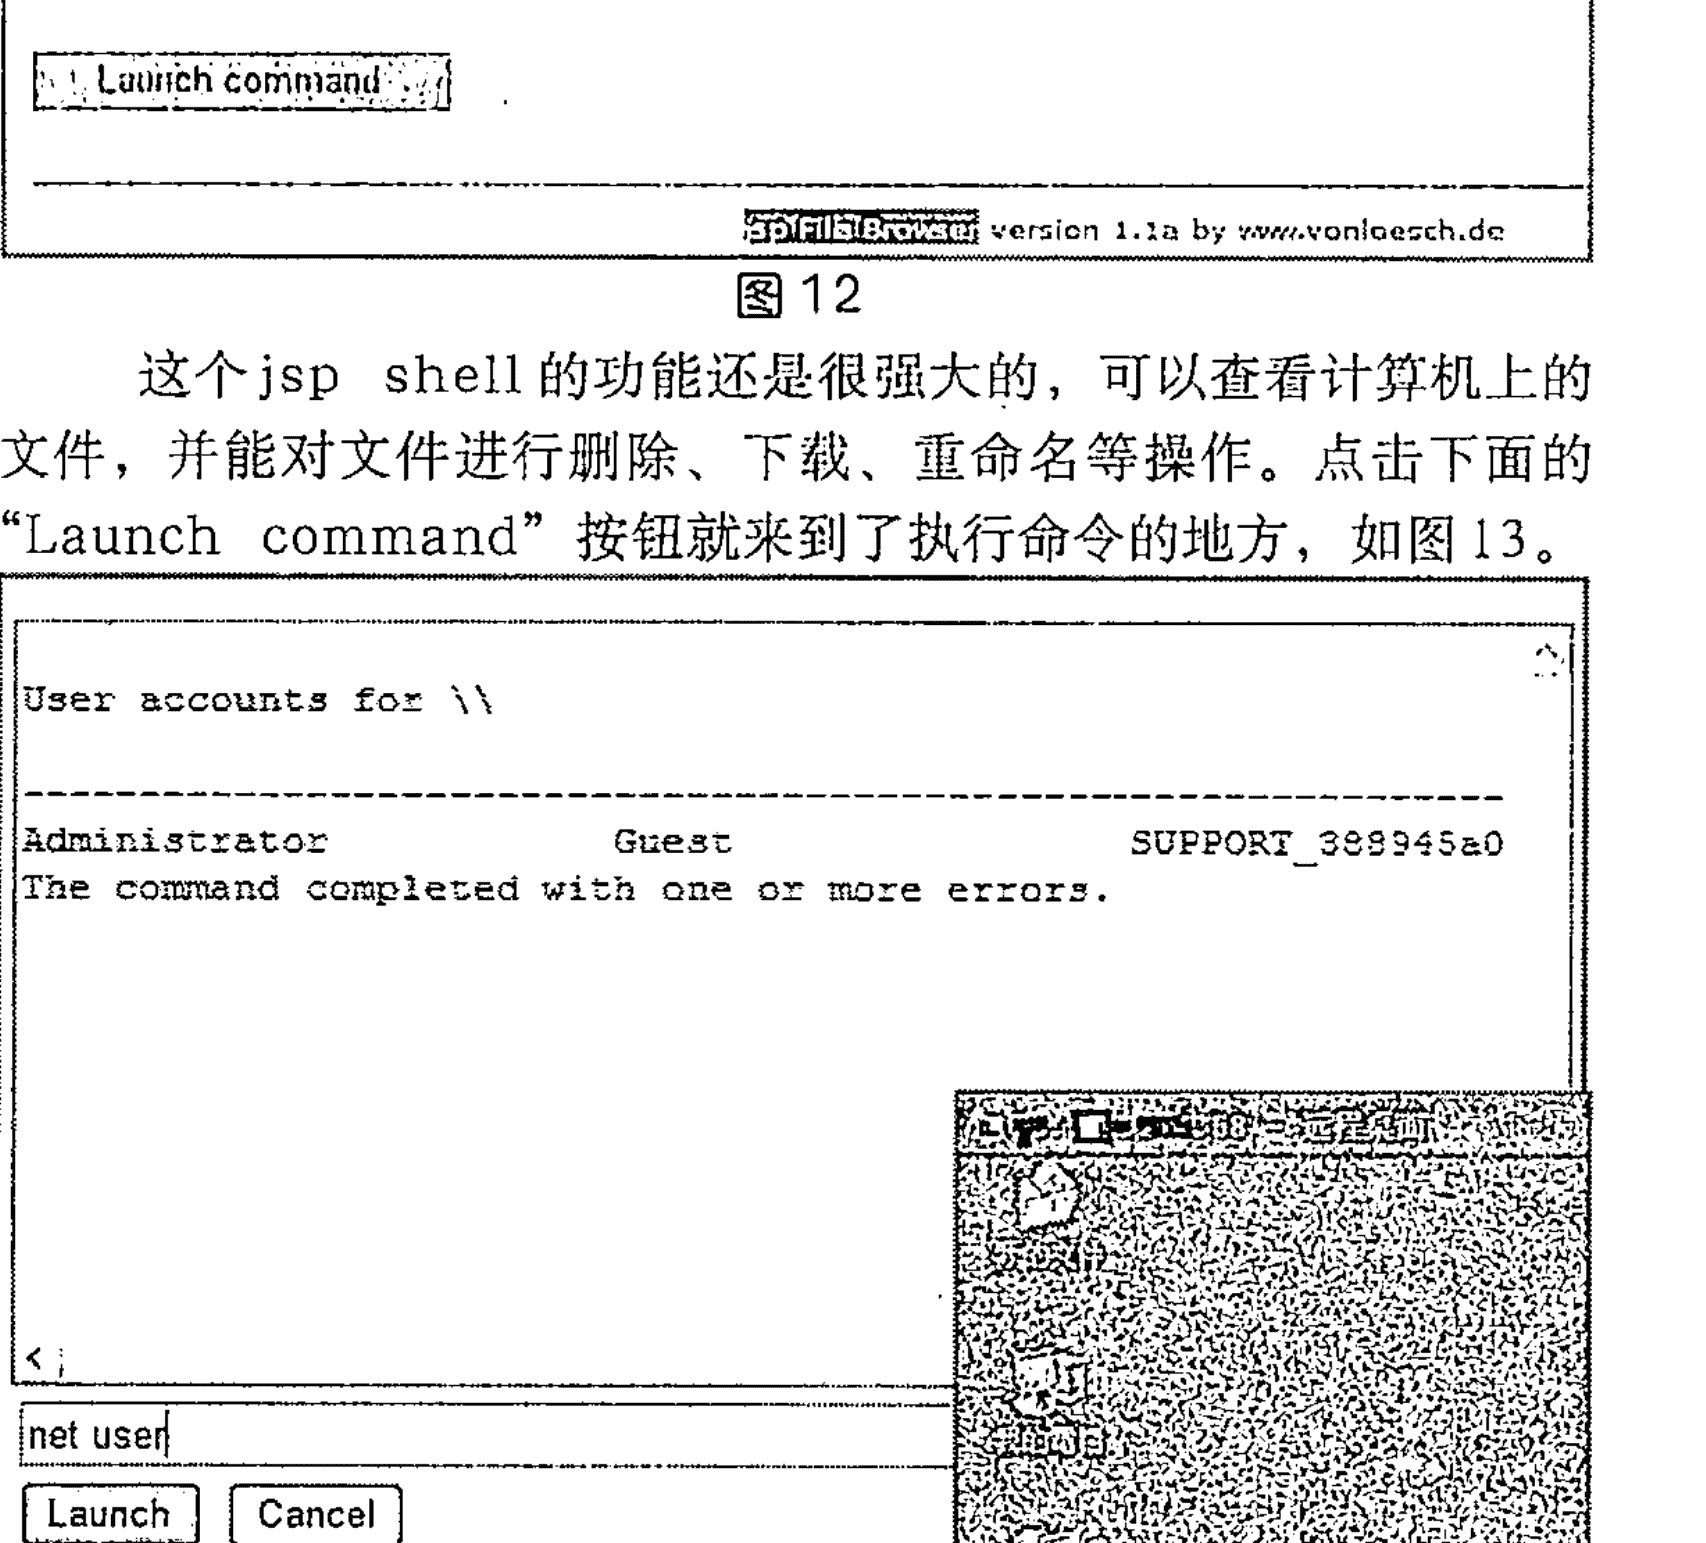 Launch command
jsp File Browser version 1.1a by www.vonloesch.de
图12
这个jsp shell的功能还是很强大的，可以查看计算机上的
文件，并能对文件进行删除、下载、重命名等操作。点击下面的
“Launch command”按钮就来到了执行命令的地方，如图13。
User accounts for \\
-------------------------------------------------------------------------------
Administrator Guest SUPPORT_388945a0
The command completed with one or more errors.
net user
Launch Cancel